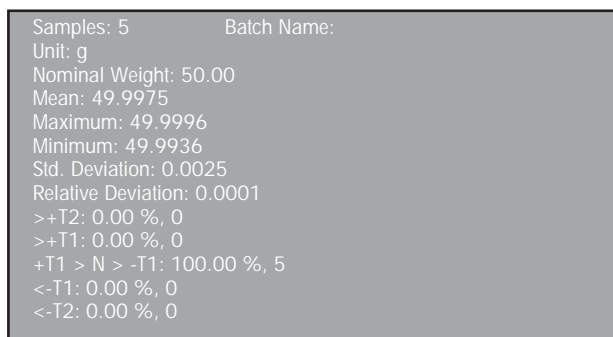 Samples: 5 Batch Name:
Unit: g
Nominal Weight: 50.00
Mean: 49.9975
Maximum: 49.9996
Minimum: 49.9936
Std. Deviation: 0.0025
Relative Deviation: 0.0001
>+T2: 0.00 %, 0
>+T1: 0.00 %, 0
+T1 > N > -T1: 100.00 %, 5
<-T1: 0.00 %, 0
<-T2: 0.00 %, 0